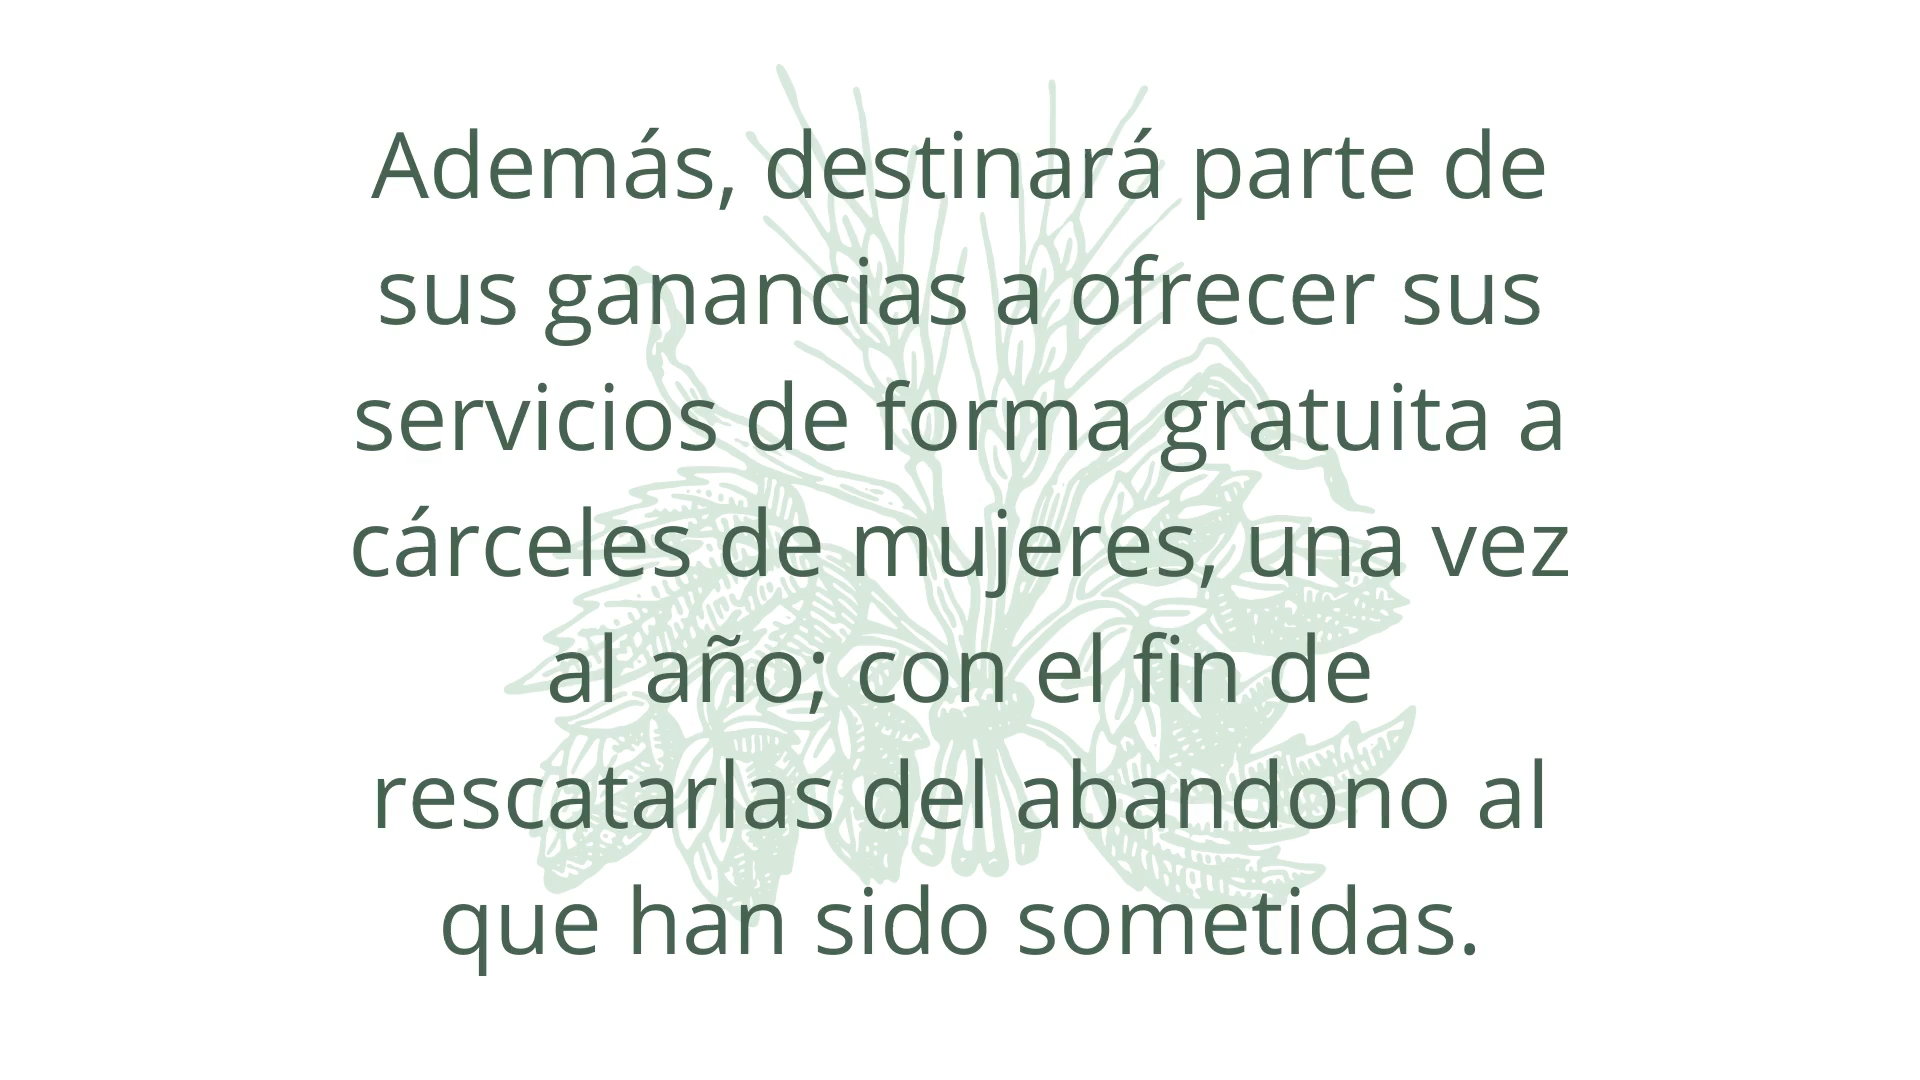 Además, destinará parte de
sus ganancias a ofrecer sus
servicios de forma gratuita a
cárceles de mujeres, una vez
al año; con el fin de
rescatarlas del abandono al
que han sido sometidas.